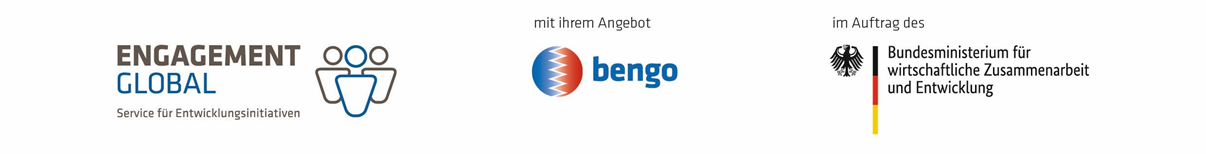 ENGAGEMENT
GLOBAL
Service für Entwicklungsinitiativen
mit ihrem Angebot
bengo
im Auftrag des
Bundesministerium für
wirtschaftliche Zusammenarbeit
und Entwicklung